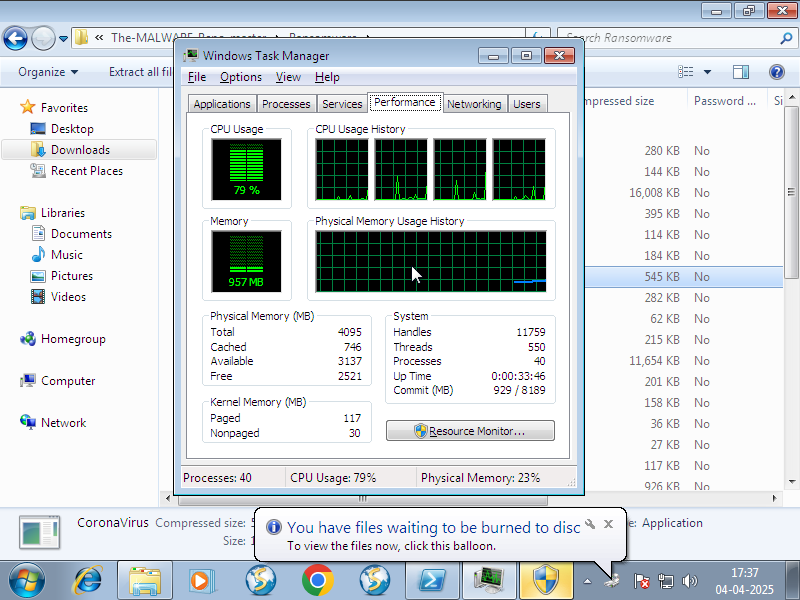 « The-MALWARE-Repo-master ▸ Ransomware ▸
Search Ransomware
Organize
Extract all fil
Windows Task Manager
File Options View Help
Applications Processes Services Performance Networking Users
CPU Usage
79 %
CPU Usage History
Memory
957 MB
Physical Memory Usage History
Physical Memory (MB)
Total 4095
Cached 746
Available 3137
Free 2521
Kernel Memory (MB)
Paged 117
Nonpaged 30
System
Handles 11759
Threads 550
Processes 40
Up Time 0:00:33:46
Commit (MB) 929 / 8189
Resource Monitor...
Processes: 40 CPU Usage: 79% Physical Memory: 23%
Favorites
Desktop
Downloads
Recent Places
Libraries
Documents
Music
Pictures
Videos
Homegroup
Computer
Network
mpressed size Password ... Si
280 KB No
144 KB No
16,008 KB No
395 KB No
114 KB No
184 KB No
545 KB No
282 KB No
62 KB No
215 KB No
11,654 KB No
201 KB No
158 KB No
36 KB No
27 KB No
117 KB No
926 KB No
CoronaVirus Compressed size: 5
Size: 1
e: Application
You have files waiting to be burned to disc
To view the files now, click this balloon.
17:37
04-04-2025